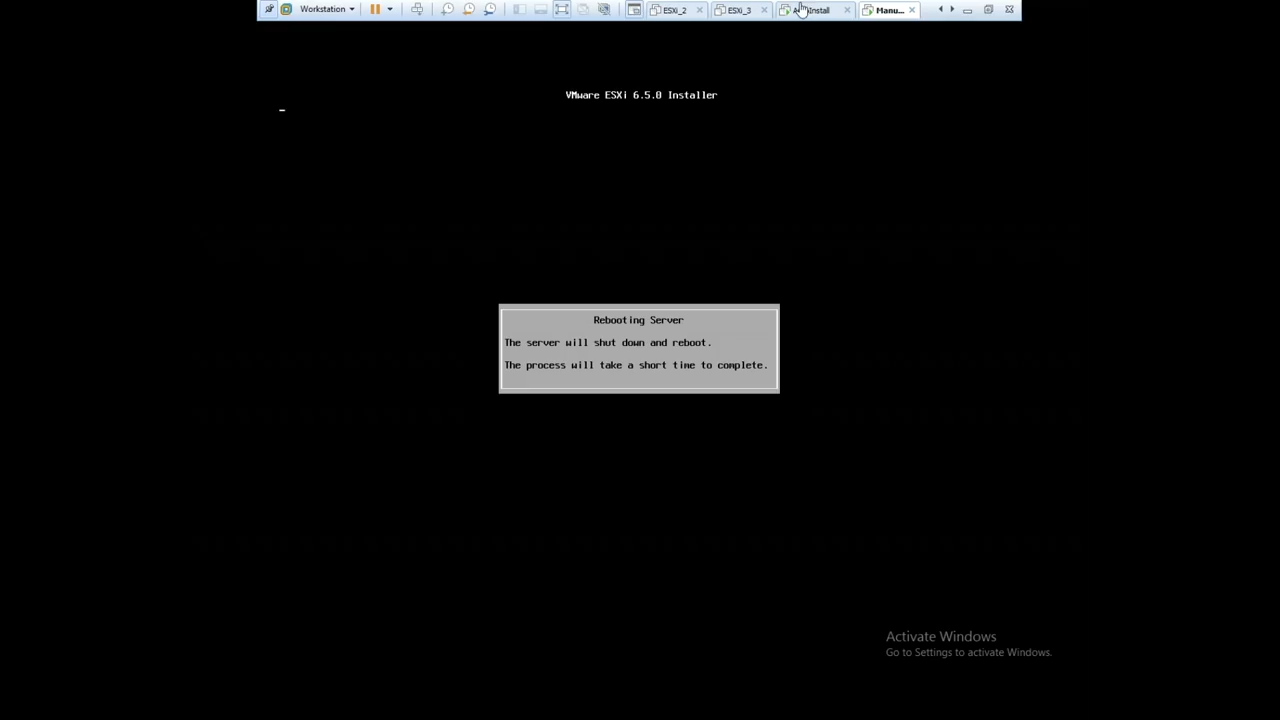 Workstation
ESXi_2
ESXi_3
Install
Manu...
VMware ESXi 6.5.0 Installer
Rebooting Server
The server will shut down and reboot.
The process will take a short time to complete.
Activate Windows
Go to Settings to activate Windows.